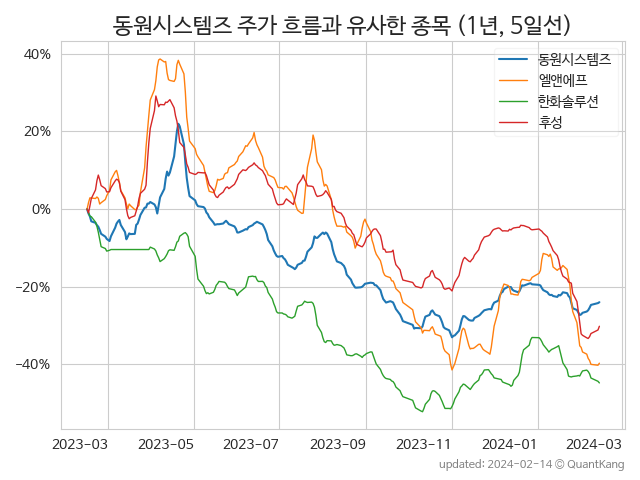 동원시스템즈 주가 흐름과 유사한 종목 (1년, 5일선)
동원시스템즈
엘앤에프
한화솔루션
후성
40%
20%
0%
−20%
−40%
2023-03 2023-05 2023-07 2023-09 2023-11 2024-01 2024-03
updated: 2024-02-14 © QuantKang